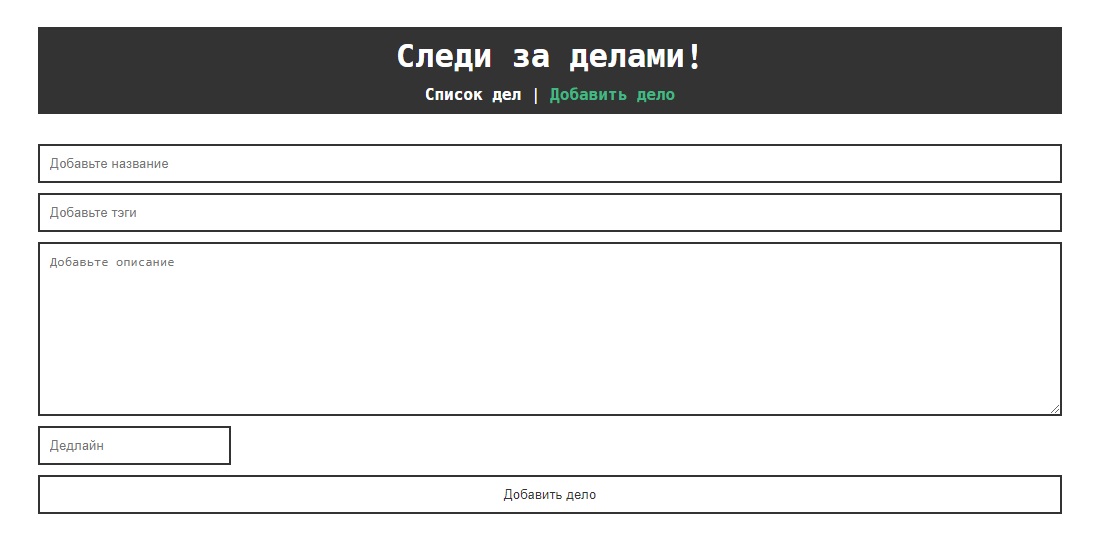 Следи за делами!
Список дел | Добавить дело
Добавьте название
Добавьте тэги
Добавьте описание
Дедлайн
Добавить дело